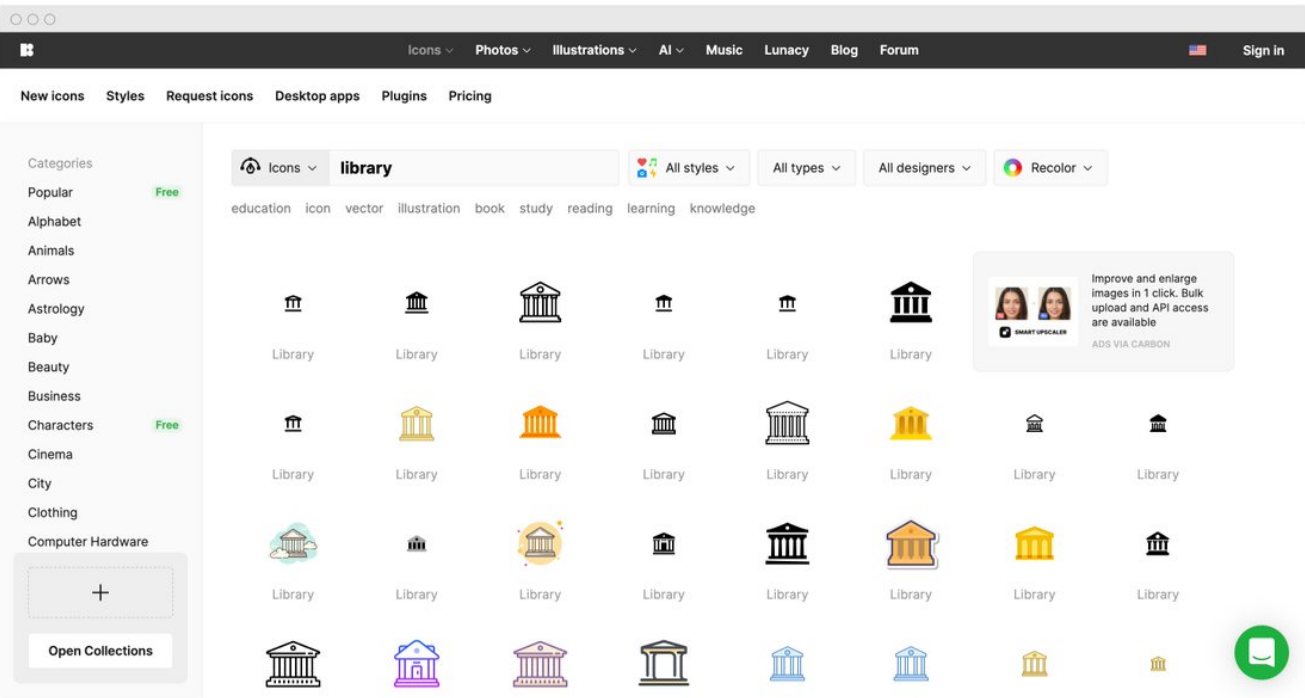 Icons Photos Illustrations AI Music Lunacy Blog Forum Sign in
New icons Styles Request icons Desktop apps Plugins Pricing
Categories
Popular Free
Alphabet
Animals
Arrows
Astrology
Baby
Beauty
Business
Characters Free
Cinema
City
Clothing
Computer Hardware
Open Collections
Icons library All styles All types All designers Recolor
education icon vector illustration book study reading learning knowledge
Library Library Library Library Library Library
SMART UPSCALER
Improve and enlarge
images in 1 click. Bulk
upload and API access
are available
ADS VIA CARBON
Library Library Library Library Library Library Library Library
Library Library Library Library Library Library Library Library